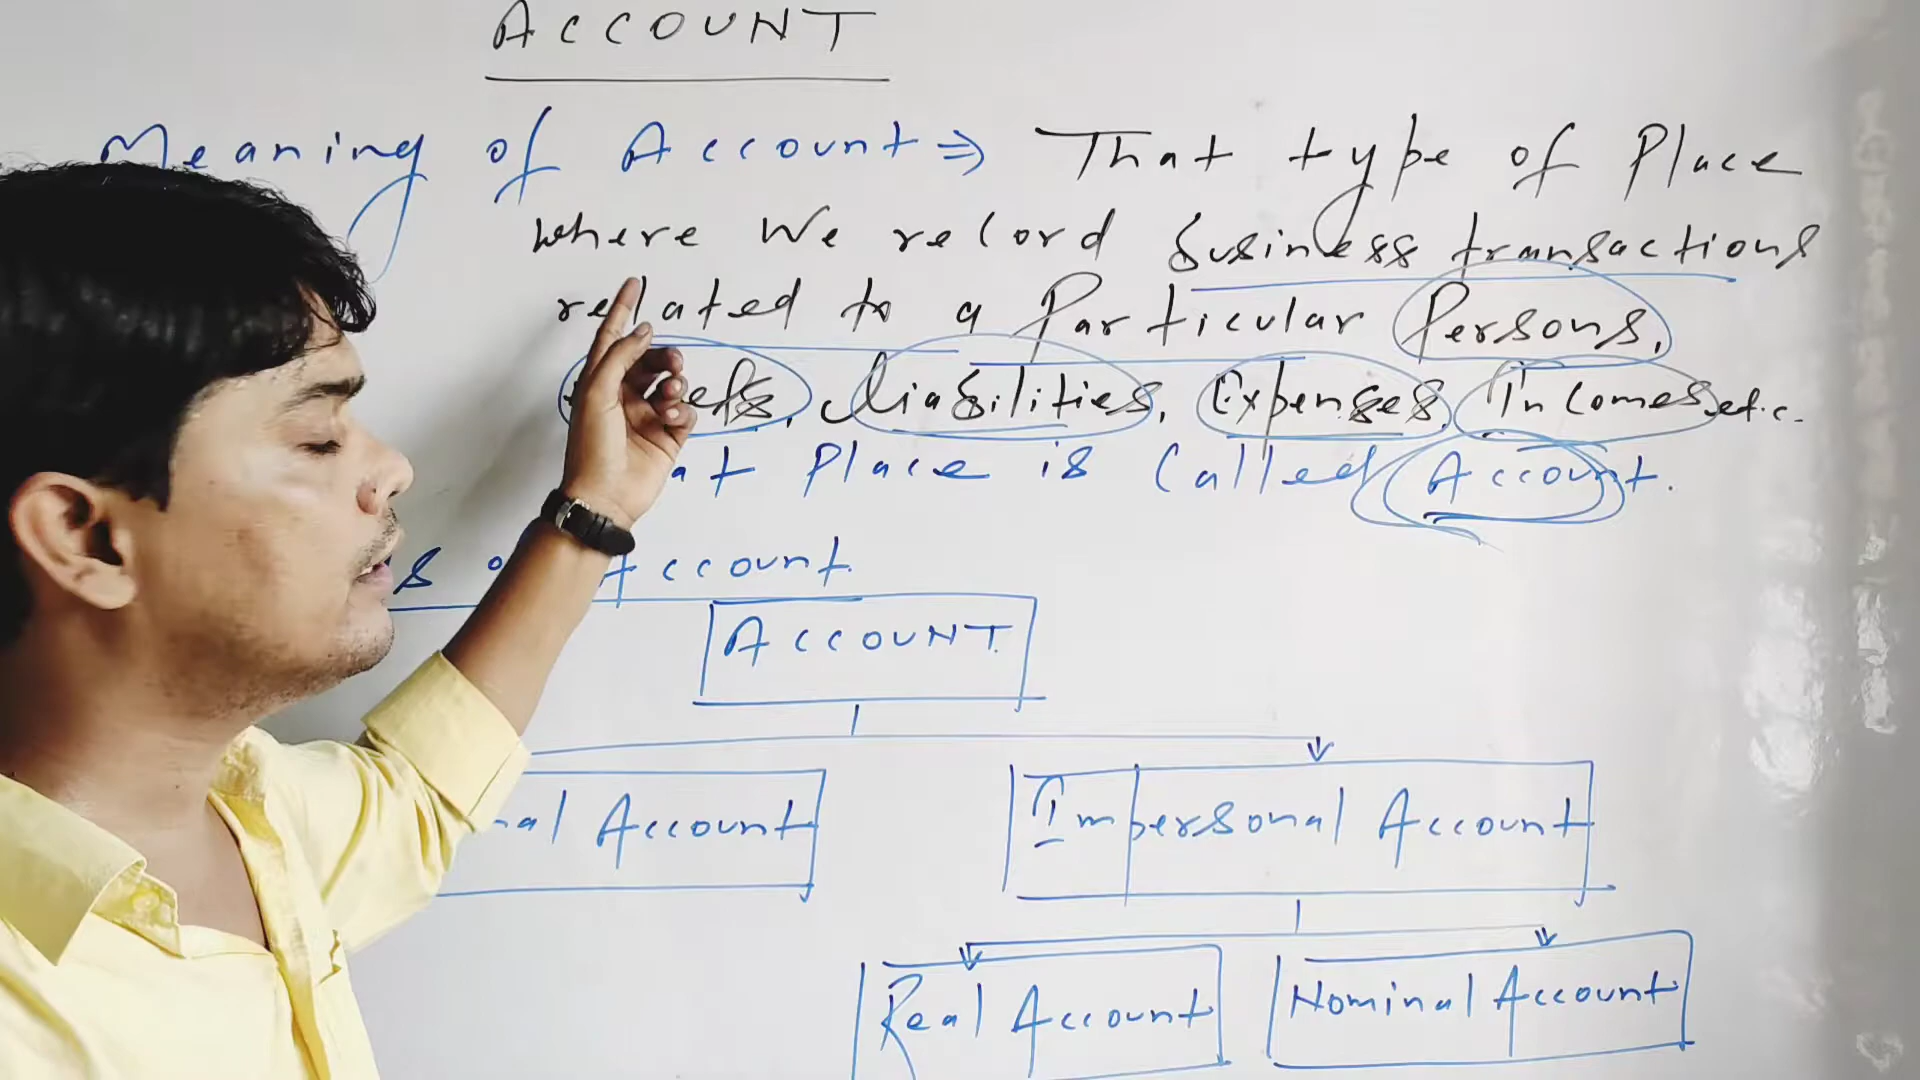 ACCOUNT
Meaning of Account ⇒ That type of Place
where we record business transactions
related to a Particular Persons,
Liabilities, Expenses, Incomes etc.
Place is called Account.
Account.
ACCOUNT
Account Impersonal Account
Real Account Nominal Account